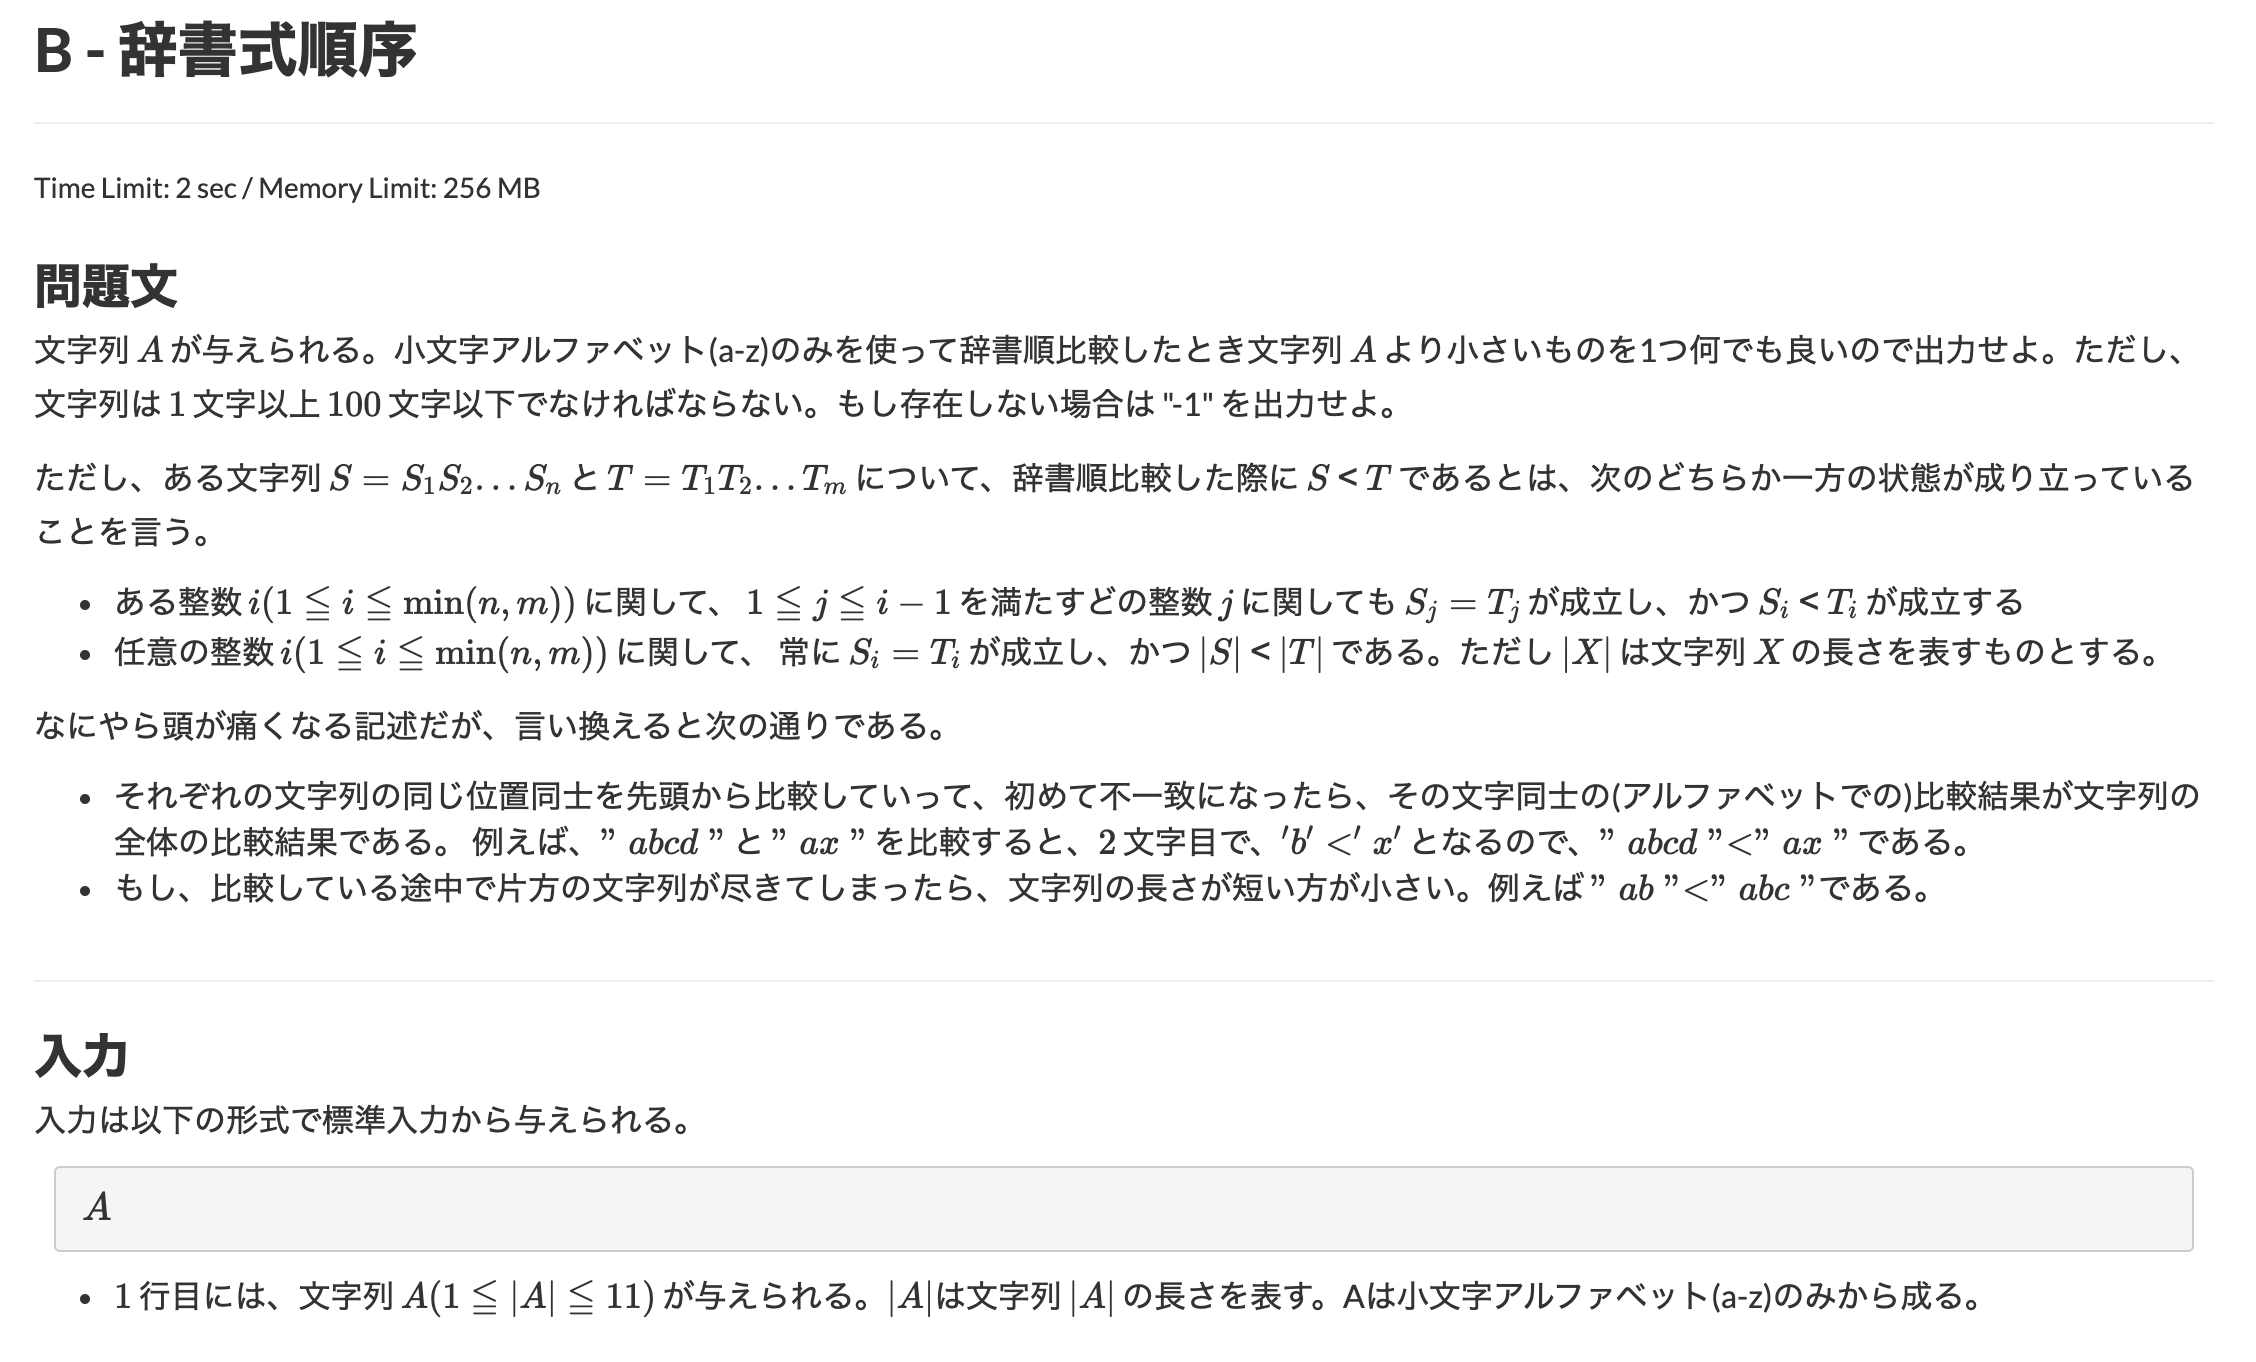 B - 辞書式順序
Time Limit: 2 sec / Memory Limit: 256 MB
問題文
文字列 A が与えられる。小文字アルファベット(a-z)のみを使って辞書順比較したとき文字列 A より小さいものを1つ何でも良いので出力せよ。ただし、
文字列は 1 文字以上 100 文字以下でなければならない。もし存在しない場合は "-1" を出力せよ。
ただし、ある文字列 S = S₁S₂...Sₙ と T = T₁T₂...Tₘ について、辞書順比較した際に S < T であるとは、次のどちらか一方の状態が成り立っている
ことを言う。
• ある整数 i(1 ≦ i ≦ min(n, m)) に関して、 1 ≦ j ≦ i − 1 を満たすどの整数 j に関しても Sⱼ = Tⱼ が成立し、かつ Sᵢ < Tᵢ が成立する
• 任意の整数 i(1 ≦ i ≦ min(n, m)) に関して、 常に Sᵢ = Tᵢ が成立し、かつ |S| < |T| である。ただし |X| は文字列 X の長さを表すものとする。
なにやら頭が痛くなる記述だが、言い換えると次の通りである。
• それぞれの文字列の同じ位置同士を先頭から比較していって、初めて不一致になったら、その文字同士の(アルファベットでの)比較結果が文字列の
全体の比較結果である。 例えば、” abcd ” と ” ax ” を比較すると、2 文字目で、′b′ <′ x′ となるので、” abcd ”<” ax ” である。
• もし、比較している途中で片方の文字列が尽きてしまったら、文字列の長さが短い方が小さい。例えば ” ab ”<” abc ”である。
入力
入力は以下の形式で標準入力から与えられる。
A
• 1 行目には、文字列 A(1 ≦ |A| ≦ 11) が与えられる。|A|は文字列 |A| の長さを表す。Aは小文字アルファベット(a-z)のみから成る。